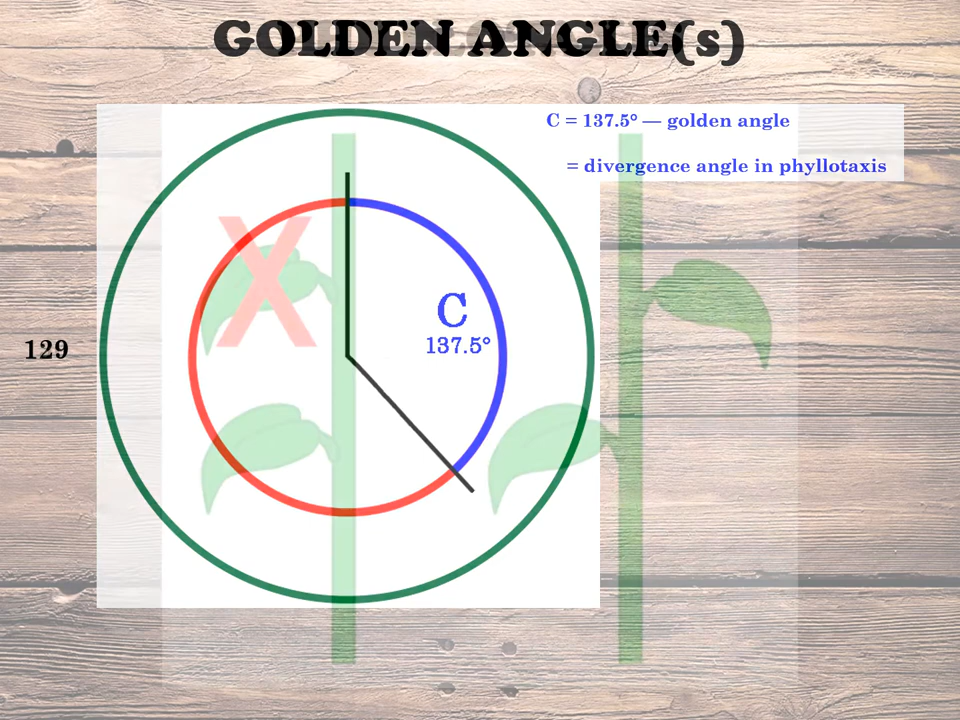 GOLDEN ANGLE(s)
C = 137.5° — golden angle
= divergence angle in phyllotaxis
X
C
137.5°
129